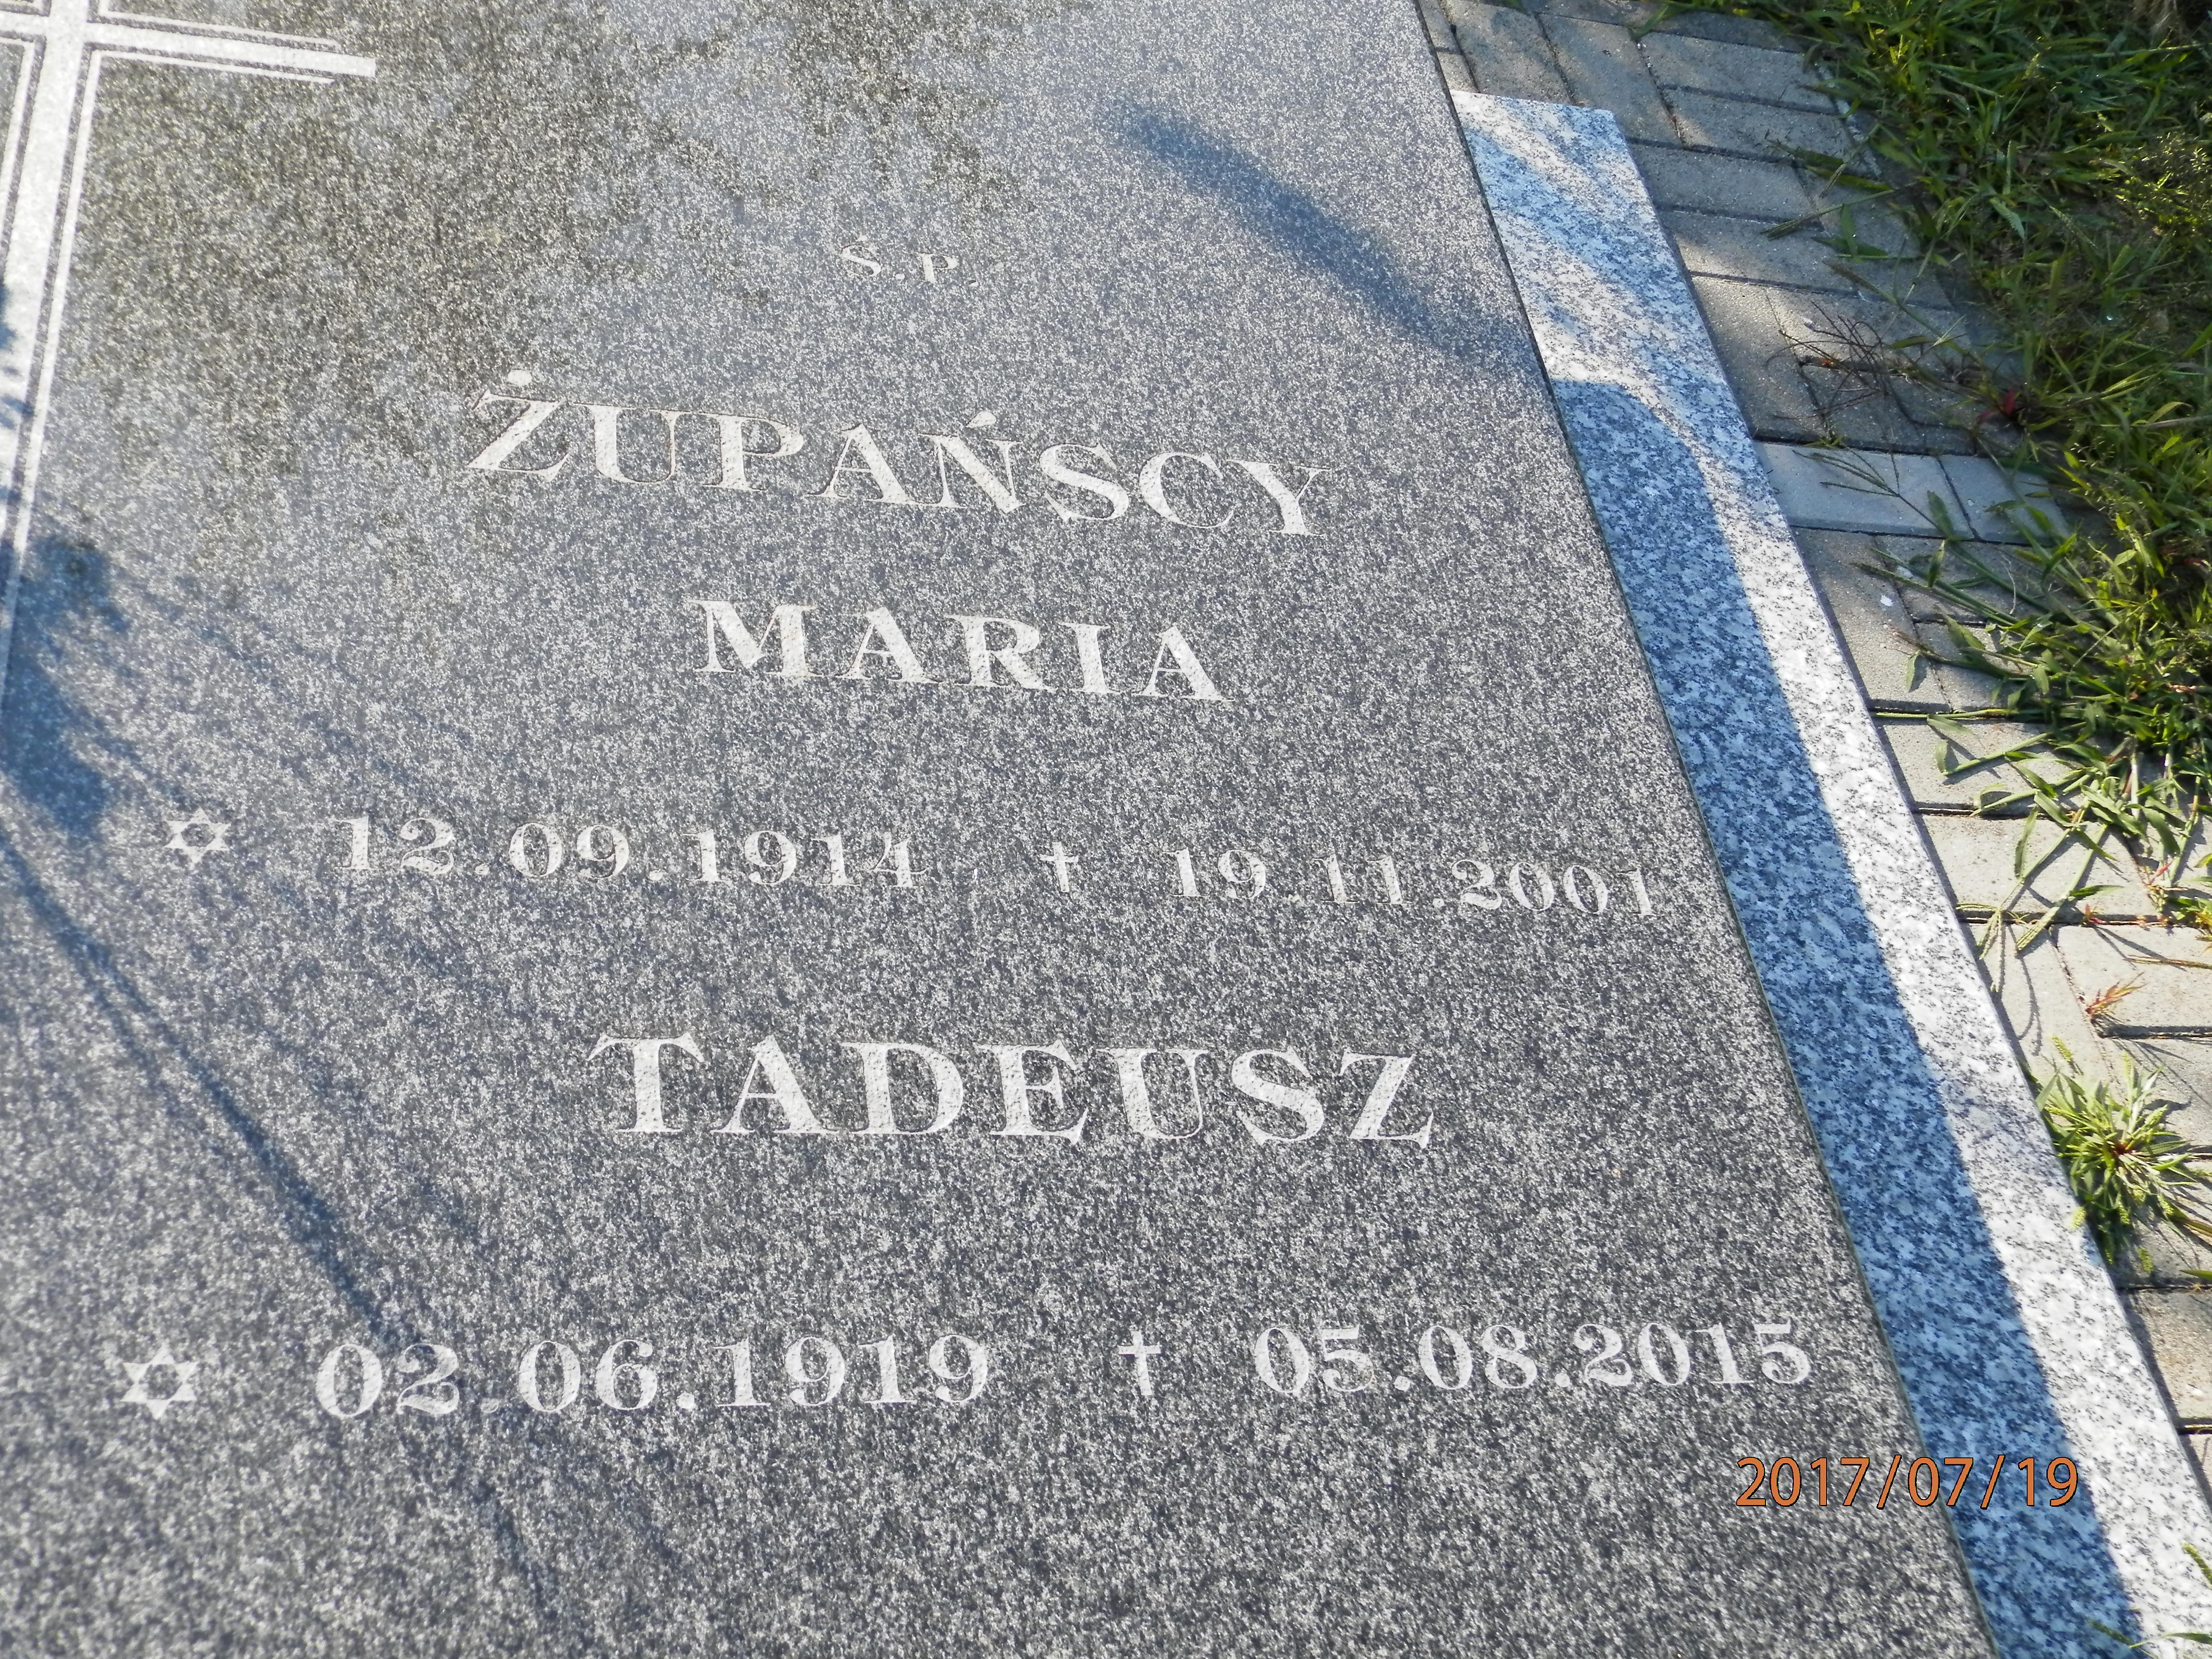 Ś.P.
ŻUPAŃSCY
MARIA
✡ 12.09.1914 ✝ 19.11.2001
TADEUSZ
✡ 02.06.1919 ✝ 05.08.2015
2017/07/19